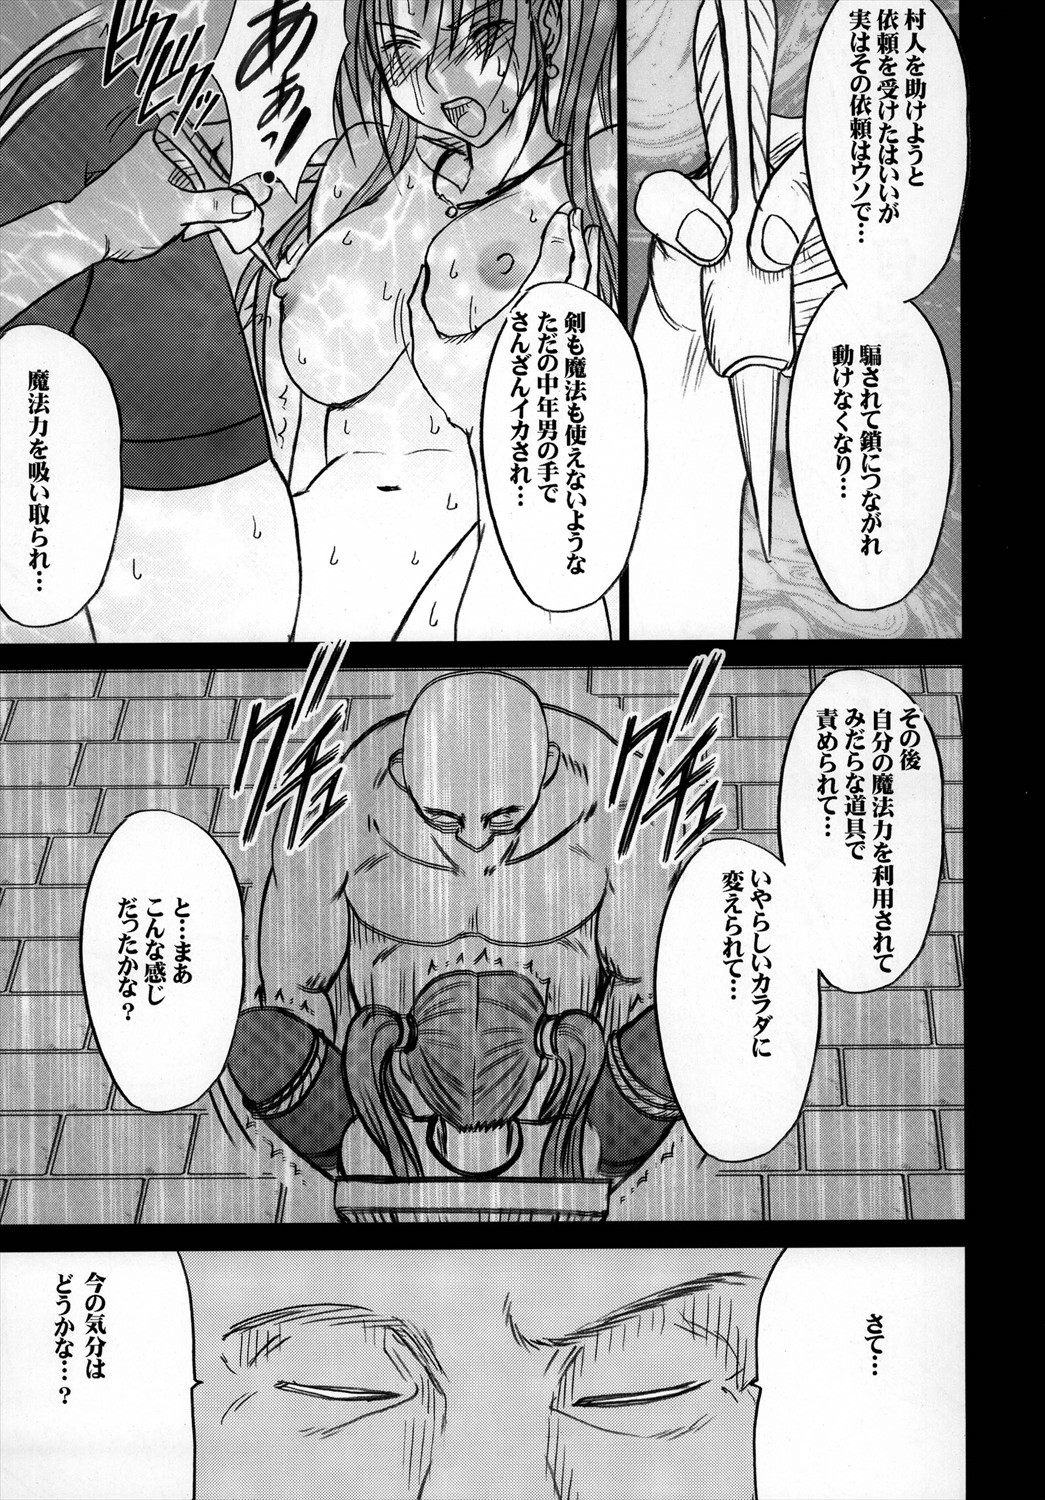 村人を助けようと
依頼を受けたはいいが
実はその依頼はウソで…
騙されて鎖につながれ
動けなくなり…
剣も魔法も使えないような
ただの中年男の手で
さんざんイカされ…
あぁっ
ビクビクッ
魔法力を吸い取られ…
その後
自分の魔法力を利用されて
みだらな道具で
責められて…
いやらしいカラダに
変えられて…
グチュ
グチュ
と…まあ
こんな感じ
だったかな?
さて…
今の気分は
どうかな…?